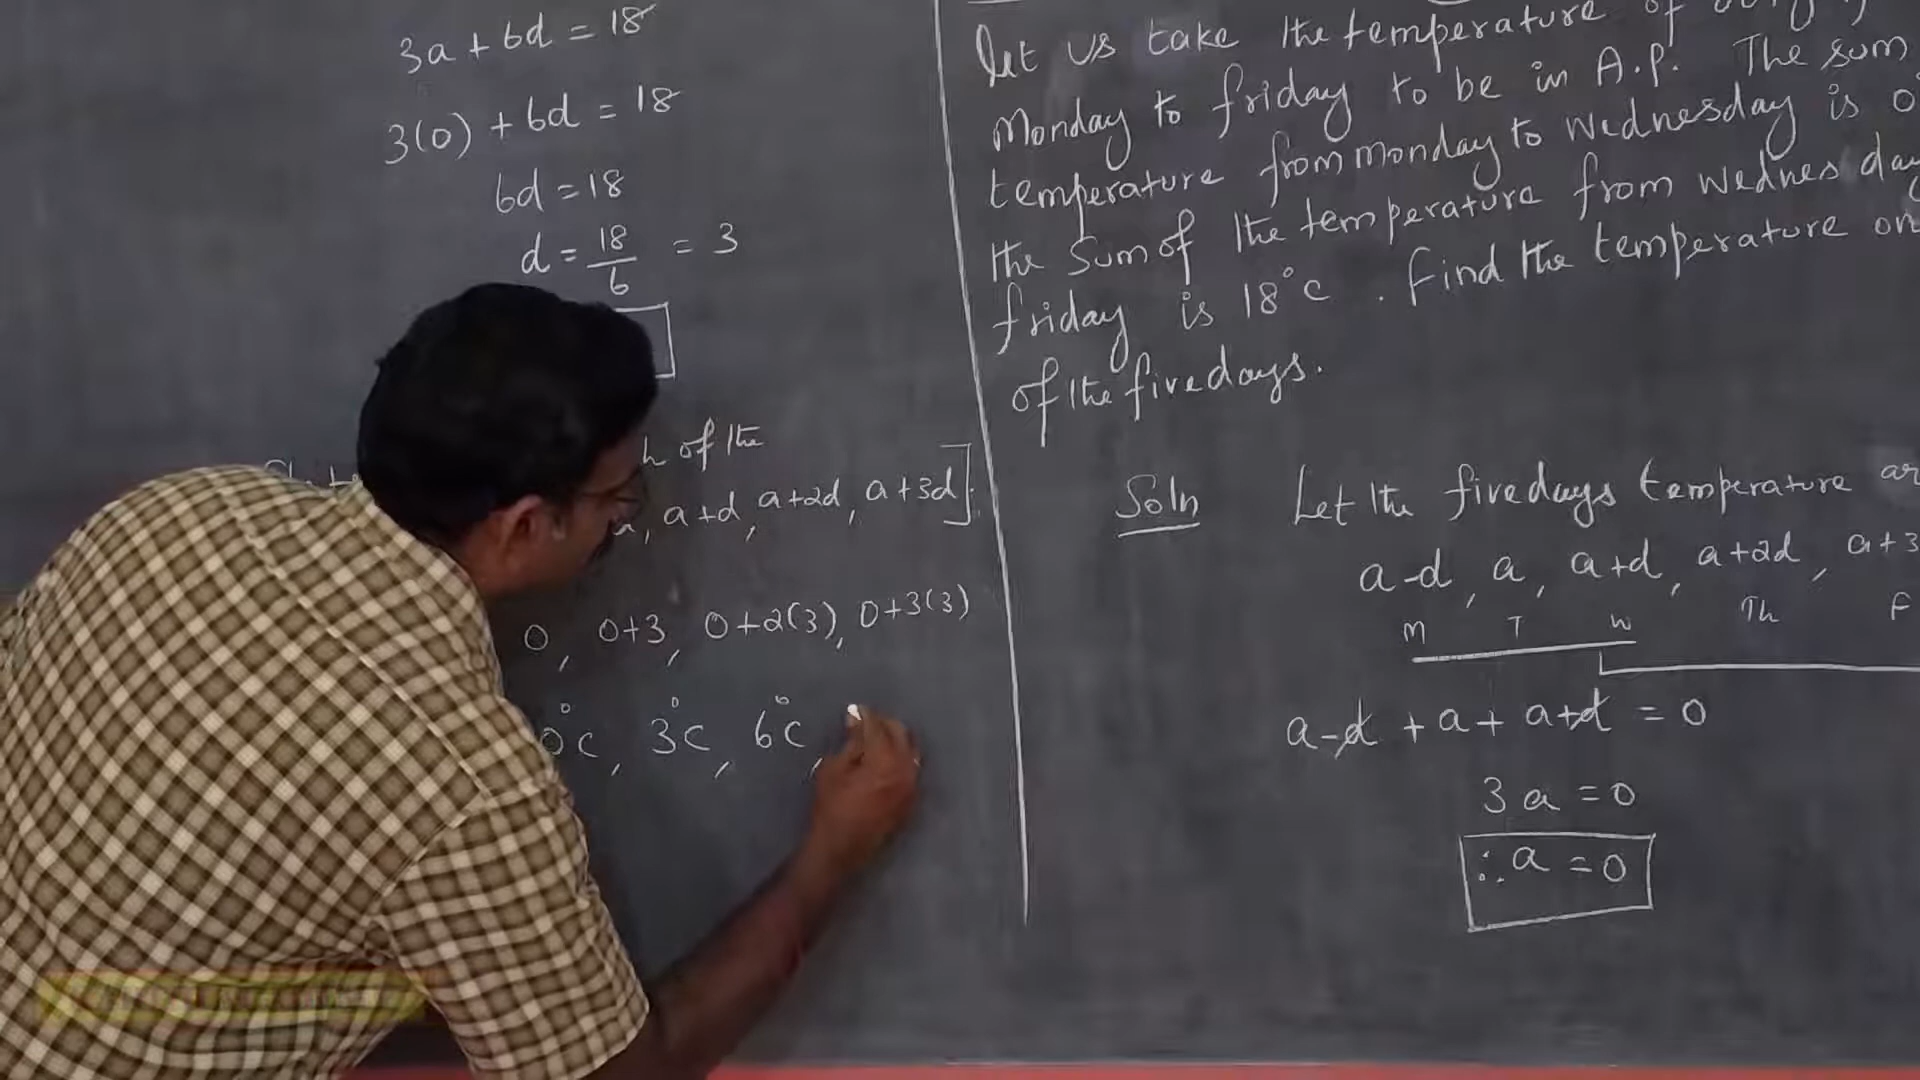 3a + 6d = 18
3(0) + 6d = 18
6d = 18
d = 18/6 = 3
of the
a+d, a+2d, a+3d].
0, 0+3, 0+2(3), 0+3(3)
0°C, 3°C, 6°C,
Let us take the temperature of
Monday to friday to be in A.P. The sum
temperature from Monday to Wednesday is 0
the sum of the temperature from Wednesday
friday is 18°C. Find the temperature on
of the five days.
Soln
Let the five days temperature
a-d, a, a+d, a+2d, a+3
M T W Th F
a-d + a + a+d = 0
3a = 0
∴ a = 0